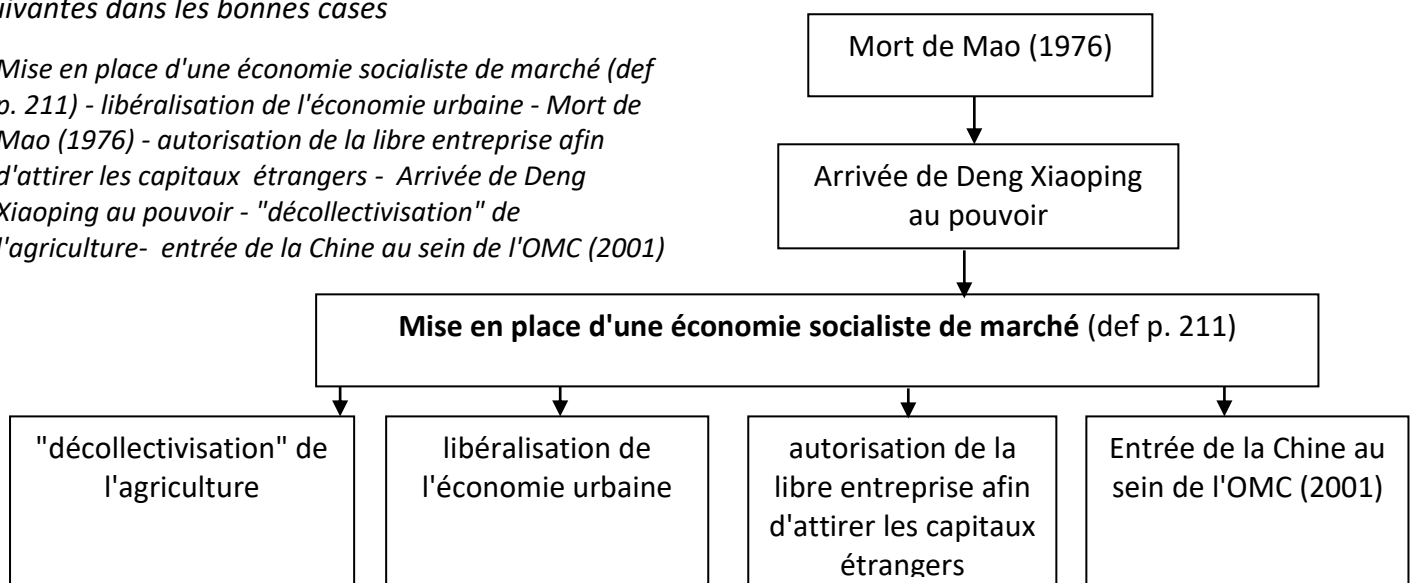 dans les bonnes cases
Mise en place d'une économie socialiste de marché (def
p. 211) - libéralisation de l'économie urbaine - Mort de
Mao (1976) - autorisation de la libre entreprise afin
d'attirer les capitaux étrangers - Arrivée de Deng
Xiaoping au pouvoir - "décollectivisation" de
l'agriculture- entrée de la Chine au sein de l'OMC (2001)
Mort de Mao (1976)
Arrivée de Deng Xiaoping
au pouvoir
Mise en place d'une économie socialiste de marché (def p. 211)
"décollectivisation" de
l'agriculture
libéralisation de
l'économie urbaine
autorisation de la
libre entreprise afin
d'attirer les capitaux
étrangers
Entrée de la Chine au
sein de l'OMC (2001)